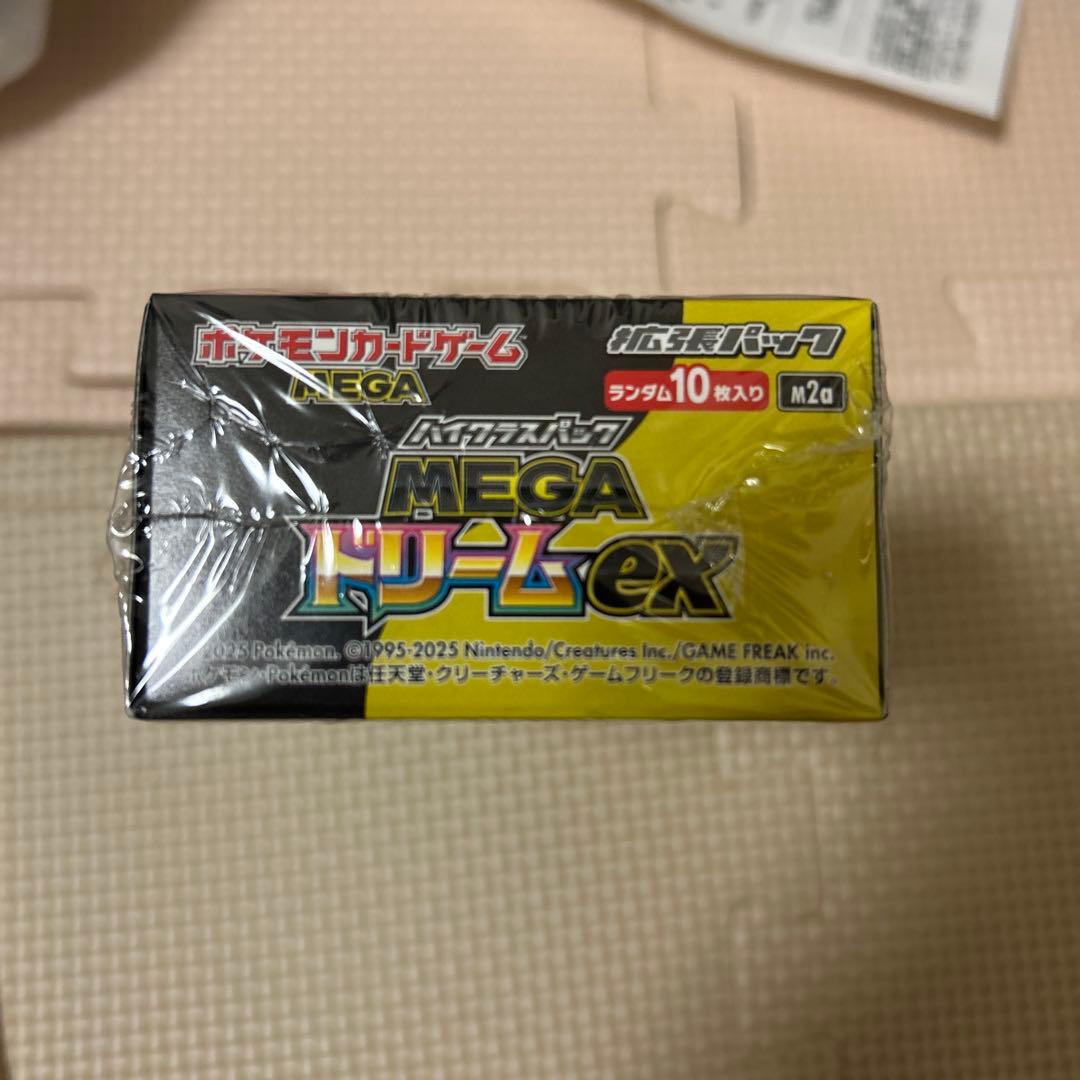 ポケモンカードゲーム
MEGA
拡張パック
ランダム10枚入り
M2a
ハイクラスパック
MEGA
ドリームex
2025 Pokémon. ©1995-2025 Nintendo/Creatures Inc./GAME FREAK inc.
ポケモン・Pokémonは任天堂・クリーチャーズ・ゲームフリークの登録商標です。